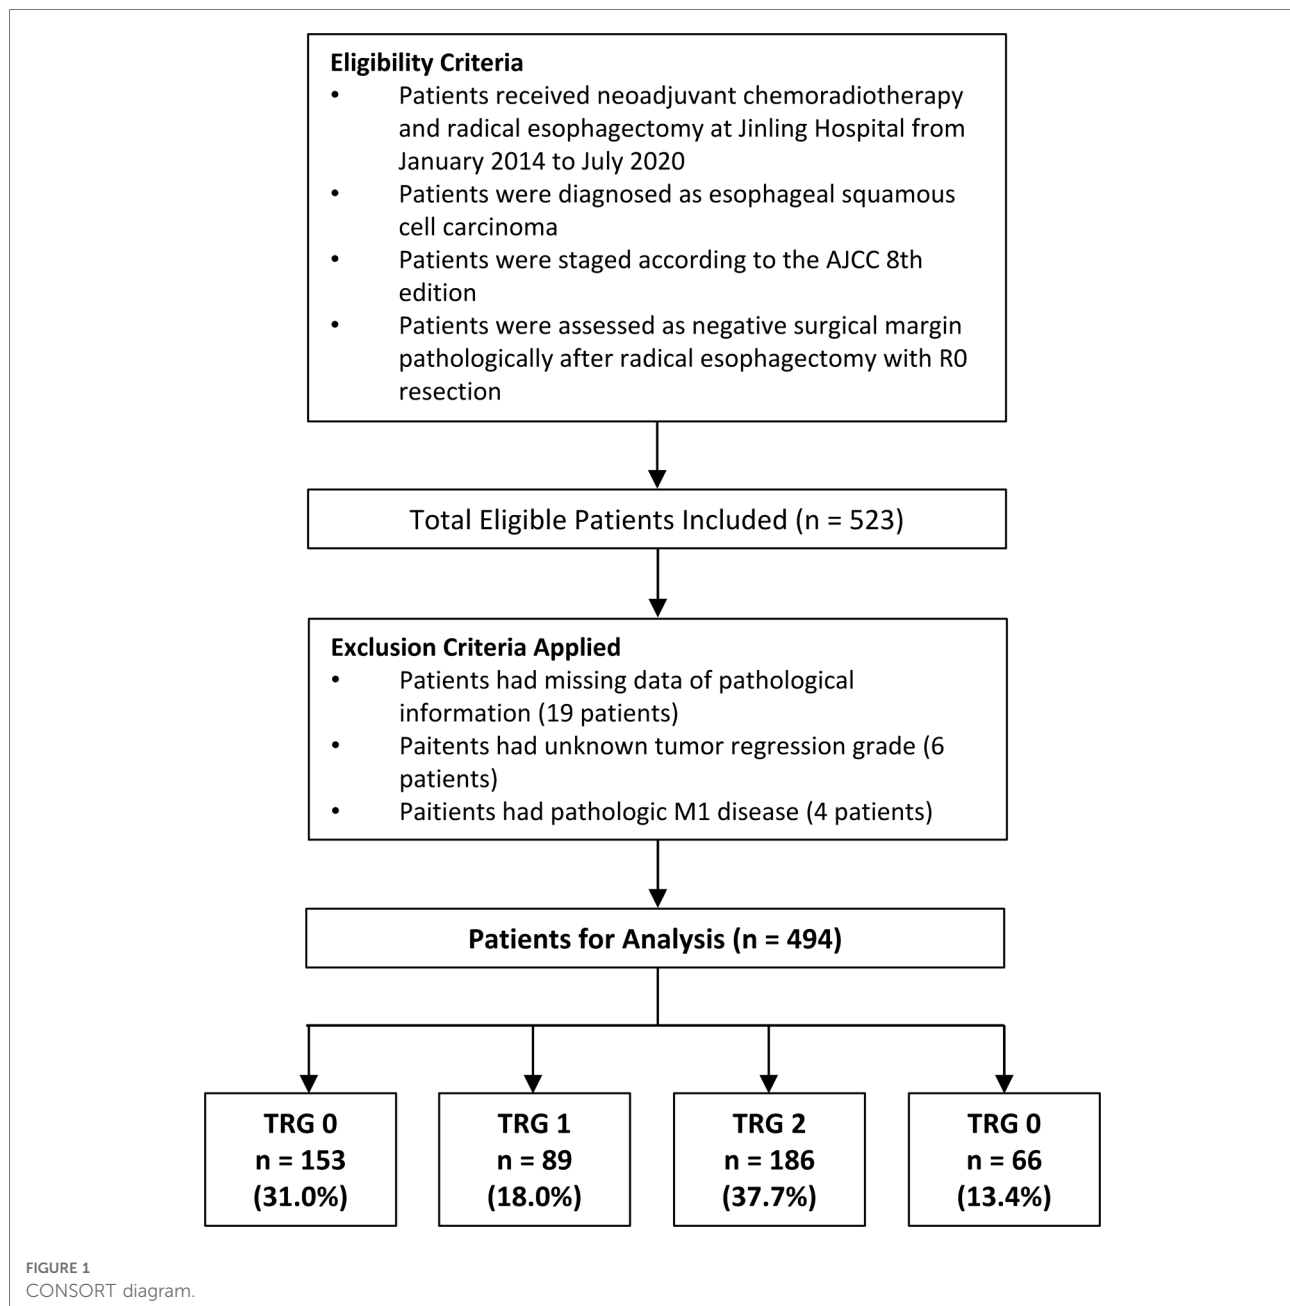 Eligibility Criteria
• Patients received neoadjuvant chemoradiotherapy
and radical esophagectomy at Jinling Hospital from
January 2014 to July 2020
• Patients were diagnosed as esophageal squamous
cell carcinoma
• Patients were staged according to the AJCC 8th
edition
• Patients were assessed as negative surgical margin
pathologically after radical esophagectomy with R0
resection
Total Eligible Patients Included (n = 523)
Exclusion Criteria Applied
• Patients had missing data of pathological
information (19 patients)
• Paitents had unknown tumor regression grade (6
patients)
• Paitients had pathologic M1 disease (4 patients)
Patients for Analysis (n = 494)
TRG 0
n = 153
(31.0%)
TRG 1
n = 89
(18.0%)
TRG 2
n = 186
(37.7%)
TRG 0
n = 66
(13.4%)
FIGURE 1
CONSORT diagram.